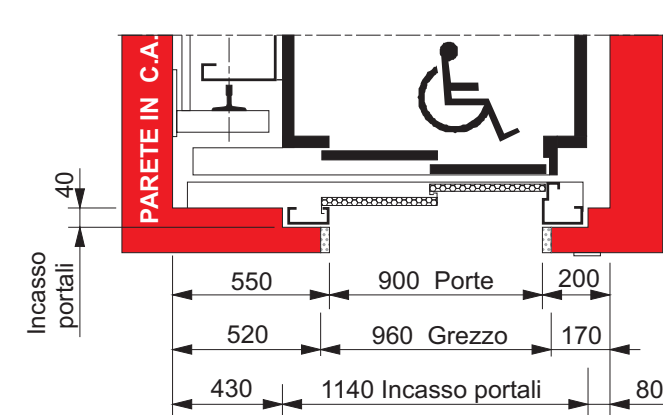 PARETE IN C.A.
40
Incasso
portali
550
900 Porte
200
520
960 Grezzo
170
430
1140 Incasso portali
80